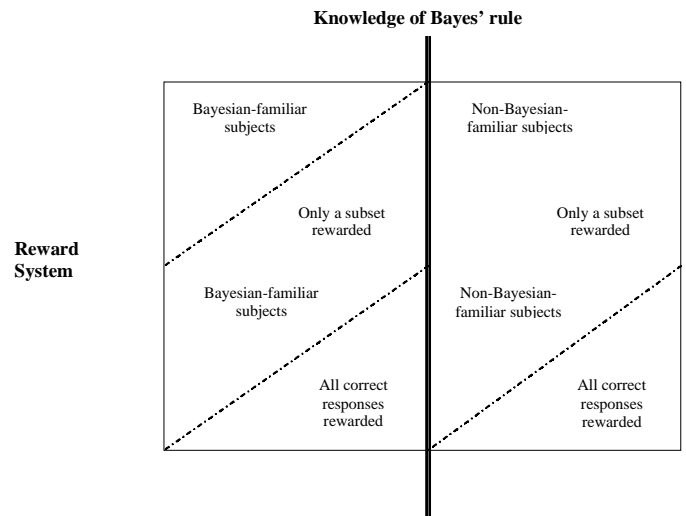 Knowledge of Bayes' rule
Bayesian-familiar
subjects
Non-Bayesian-
familiar subjects
Only a subset
rewarded
Only a subset
rewarded
Reward
System
Bayesian-familiar
subjects
Non-Bayesian-
familiar subjects
All correct
responses
rewarded
All correct
responses
rewarded